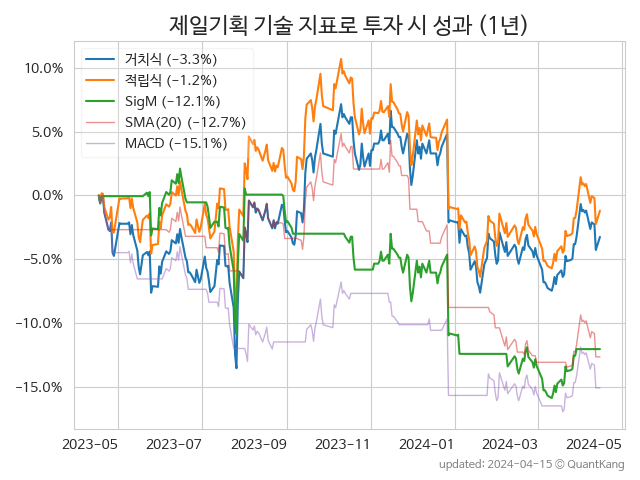 제일기획 기술 지표로 투자 시 성과 (1년)
거치식 (−3.3%)
적립식 (−1.2%)
SigM (−12.1%)
SMA(20) (−12.7%)
MACD (−15.1%)
10.0%
5.0%
0.0%
−5.0%
−10.0%
−15.0%
2023-05 2023-07 2023-09 2023-11 2024-01 2024-03 2024-05
updated: 2024-04-15 © QuantKang